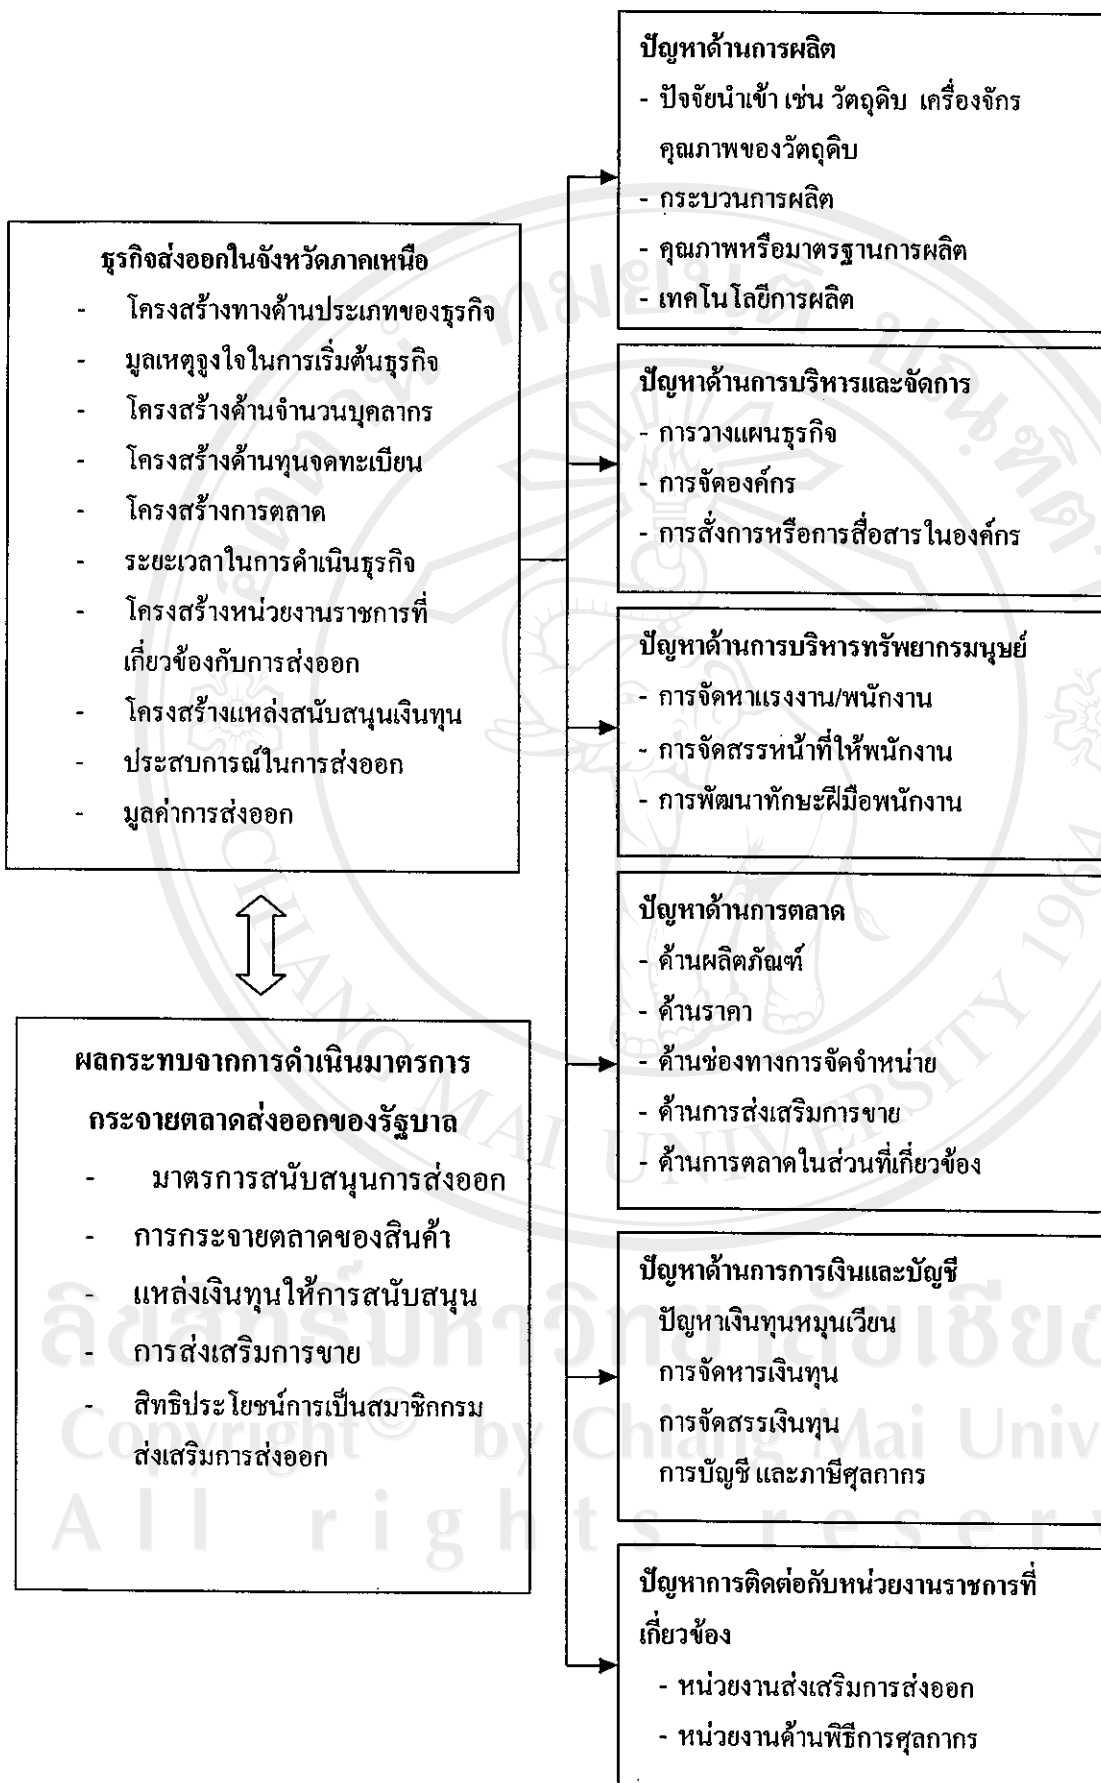 ธุรกิจส่งออกในจังหวัดภาคเหนือ
- โครงสร้างทางด้านประเภทของธุรกิจ
- มูลเหตุจูงใจในการเริ่มต้นธุรกิจ
- โครงสร้างด้านจำนวนบุคลากร
- โครงสร้างด้านทุนจดทะเบียน
- โครงสร้างการตลาด
- ระยะเวลาในการดำเนินธุรกิจ
- โครงสร้างหน่วยงานราชการที่
เกี่ยวข้องกับการส่งออก
- โครงสร้างแหล่งสนับสนุนเงินทุน
- ประสบการณ์ในการส่งออก
- มูลค่าการส่งออก
ผลกระทบจากการดำเนินมาตรการ
กระจายตลาดส่งออกของรัฐบาล
- มาตรการสนับสนุนการส่งออก
- การกระจายตลาดของสินค้า
- แหล่งเงินทุนให้การสนับสนุน
- การส่งเสริมการขาย
- สิทธิประโยชน์การเป็นสมาชิกกรม
ส่งเสริมการส่งออก
ปัญหาด้านการผลิต
- ปัจจัยนำเข้า เช่น วัตถุดิบ เครื่องจักร
คุณภาพของวัตถุดิบ
- กระบวนการผลิต
- คุณภาพหรือมาตรฐานการผลิต
- เทคโนโลยีการผลิต
ปัญหาด้านการบริหารและจัดการ
- การวางแผนธุรกิจ
- การจัดองค์กร
- การสั่งการหรือการสื่อสารในองค์กร
ปัญหาด้านการบริหารทรัพยากรมนุษย์
- การจัดหาแรงงาน/พนักงาน
- การจัดสรรหน้าที่ให้พนักงาน
- การพัฒนาทักษะฝีมือพนักงาน
ปัญหาด้านการตลาด
- ด้านผลิตภัณฑ์
- ด้านราคา
- ด้านช่องทางการจัดจำหน่าย
- ด้านการส่งเสริมการขาย
- ด้านการตลาดในส่วนที่เกี่ยวข้อง
ปัญหาด้านการการเงินและบัญชี
ปัญหาเงินทุนหมุนเวียน
การจัดหารเงินทุน
การจัดสรรเงินทุน
การบัญชี และภาษีศุลกากร
ปัญหาการติดต่อกับหน่วยงานราชการที่
เกี่ยวข้อง
- หน่วยงานส่งเสริมการส่งออก
- หน่วยงานด้านพิธีการศุลกากร
CHIANG MAI UNIVERSITY 1964
Copyright© by Chiang Mai Univ
All rights reserv